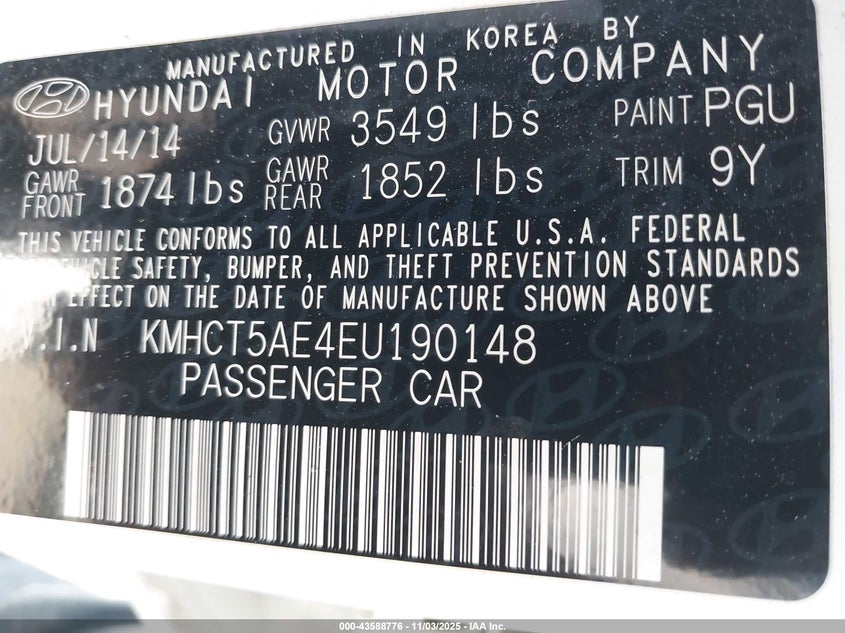 MANUFACTURED IN KOREA BY
HYUNDAI MOTOR COMPANY
JUL/14/14 GVWR 3549 lbs PAINT PGU
GAWR FRONT 1874 lbs GAWR REAR 1852 lbs TRIM 9Y
THIS VEHICLE CONFORMS TO ALL APPLICABLE U.S.A. FEDERAL
SAFETY, BUMPER, AND THEFT PREVENTION STANDARDS
EFFECT ON THE DATE OF MANUFACTURE SHOWN ABOVE
V.I.N KMHCT5AE4EU190148
PASSENGER CAR
000-43588776 - 11/03/2025 - IAA Inc.